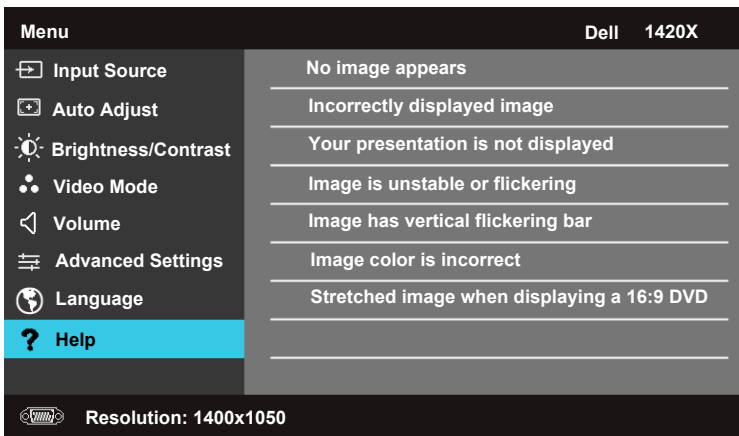 Menu
Dell 1420X
Input Source
Auto Adjust
Brightness/Contrast
Video Mode
Volume
Advanced Settings
Language
? Help
No image appears
Incorrectly displayed image
Your presentation is not displayed
Image is unstable or flickering
Image has vertical flickering bar
Image color is incorrect
Stretched image when displaying a 16:9 DVD
Resolution: 1400x1050